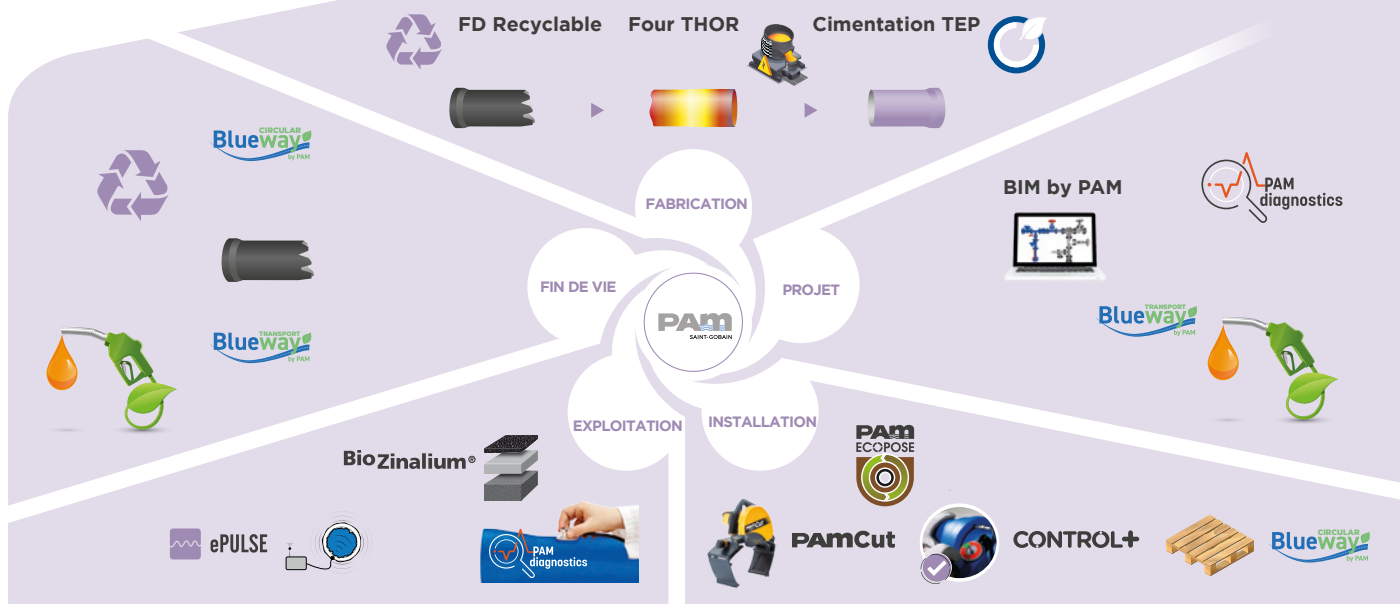 FD Recyclable
Four THOR
Cimentation TEP
CIRCULAR
Blueway
by PAM
BIM by PAM
PAM
diagnostics
FABRICATION
FIN DE VIE
PROJET
PAM
SAINT-GOBAIN
TRANSPORT
Blueway
by PAM
TRANSPORT
Blueway
by PAM
EXPLOITATION
INSTALLATION
BioZinalium®
PAM
ECOPOSE
ePULSE
PAM
diagnostics
PAMCut
CONTROL+
CIRCULAR
Blueway
by PAM